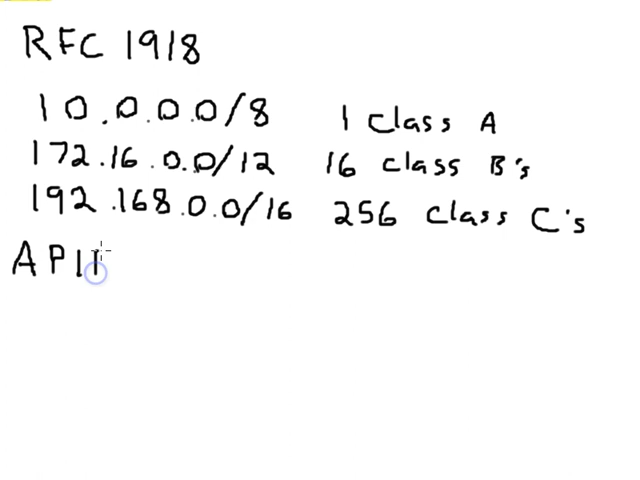 RFC 1918
10.0.0.0/8 1 class A
172.16.0.0/12 16 class B's
192.168.0.0/16 256 class C's